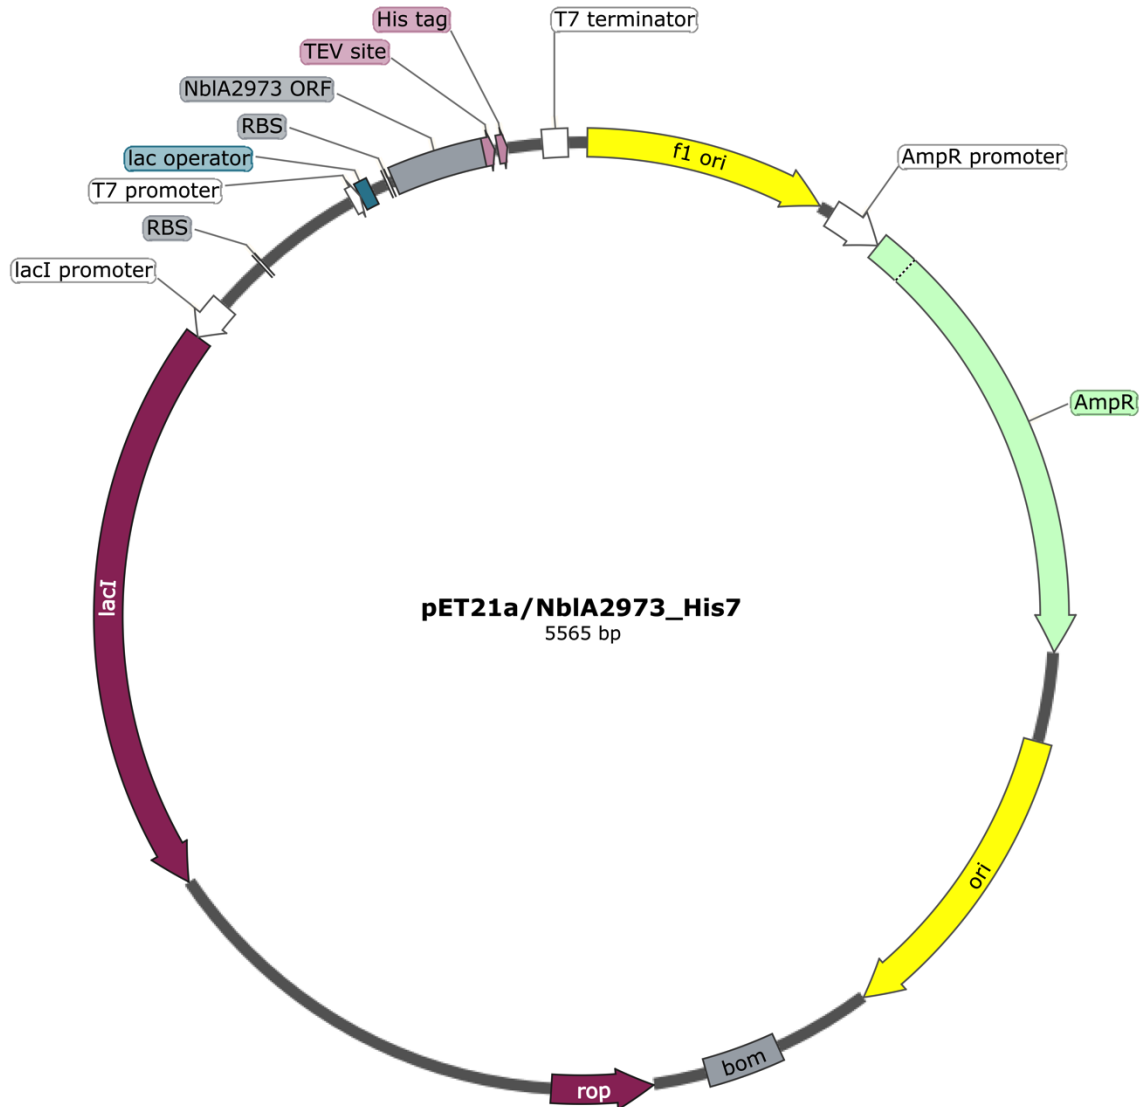 His tag
T7 terminator
TEV site
NblA2973 ORF
RBS
lac operator
T7 promoter
RBS
lacI promoter
f1 ori
AmpR promoter
AmpR
lacI
pET21a/NblA2973_His7
5565 bp
ori
bom
rop